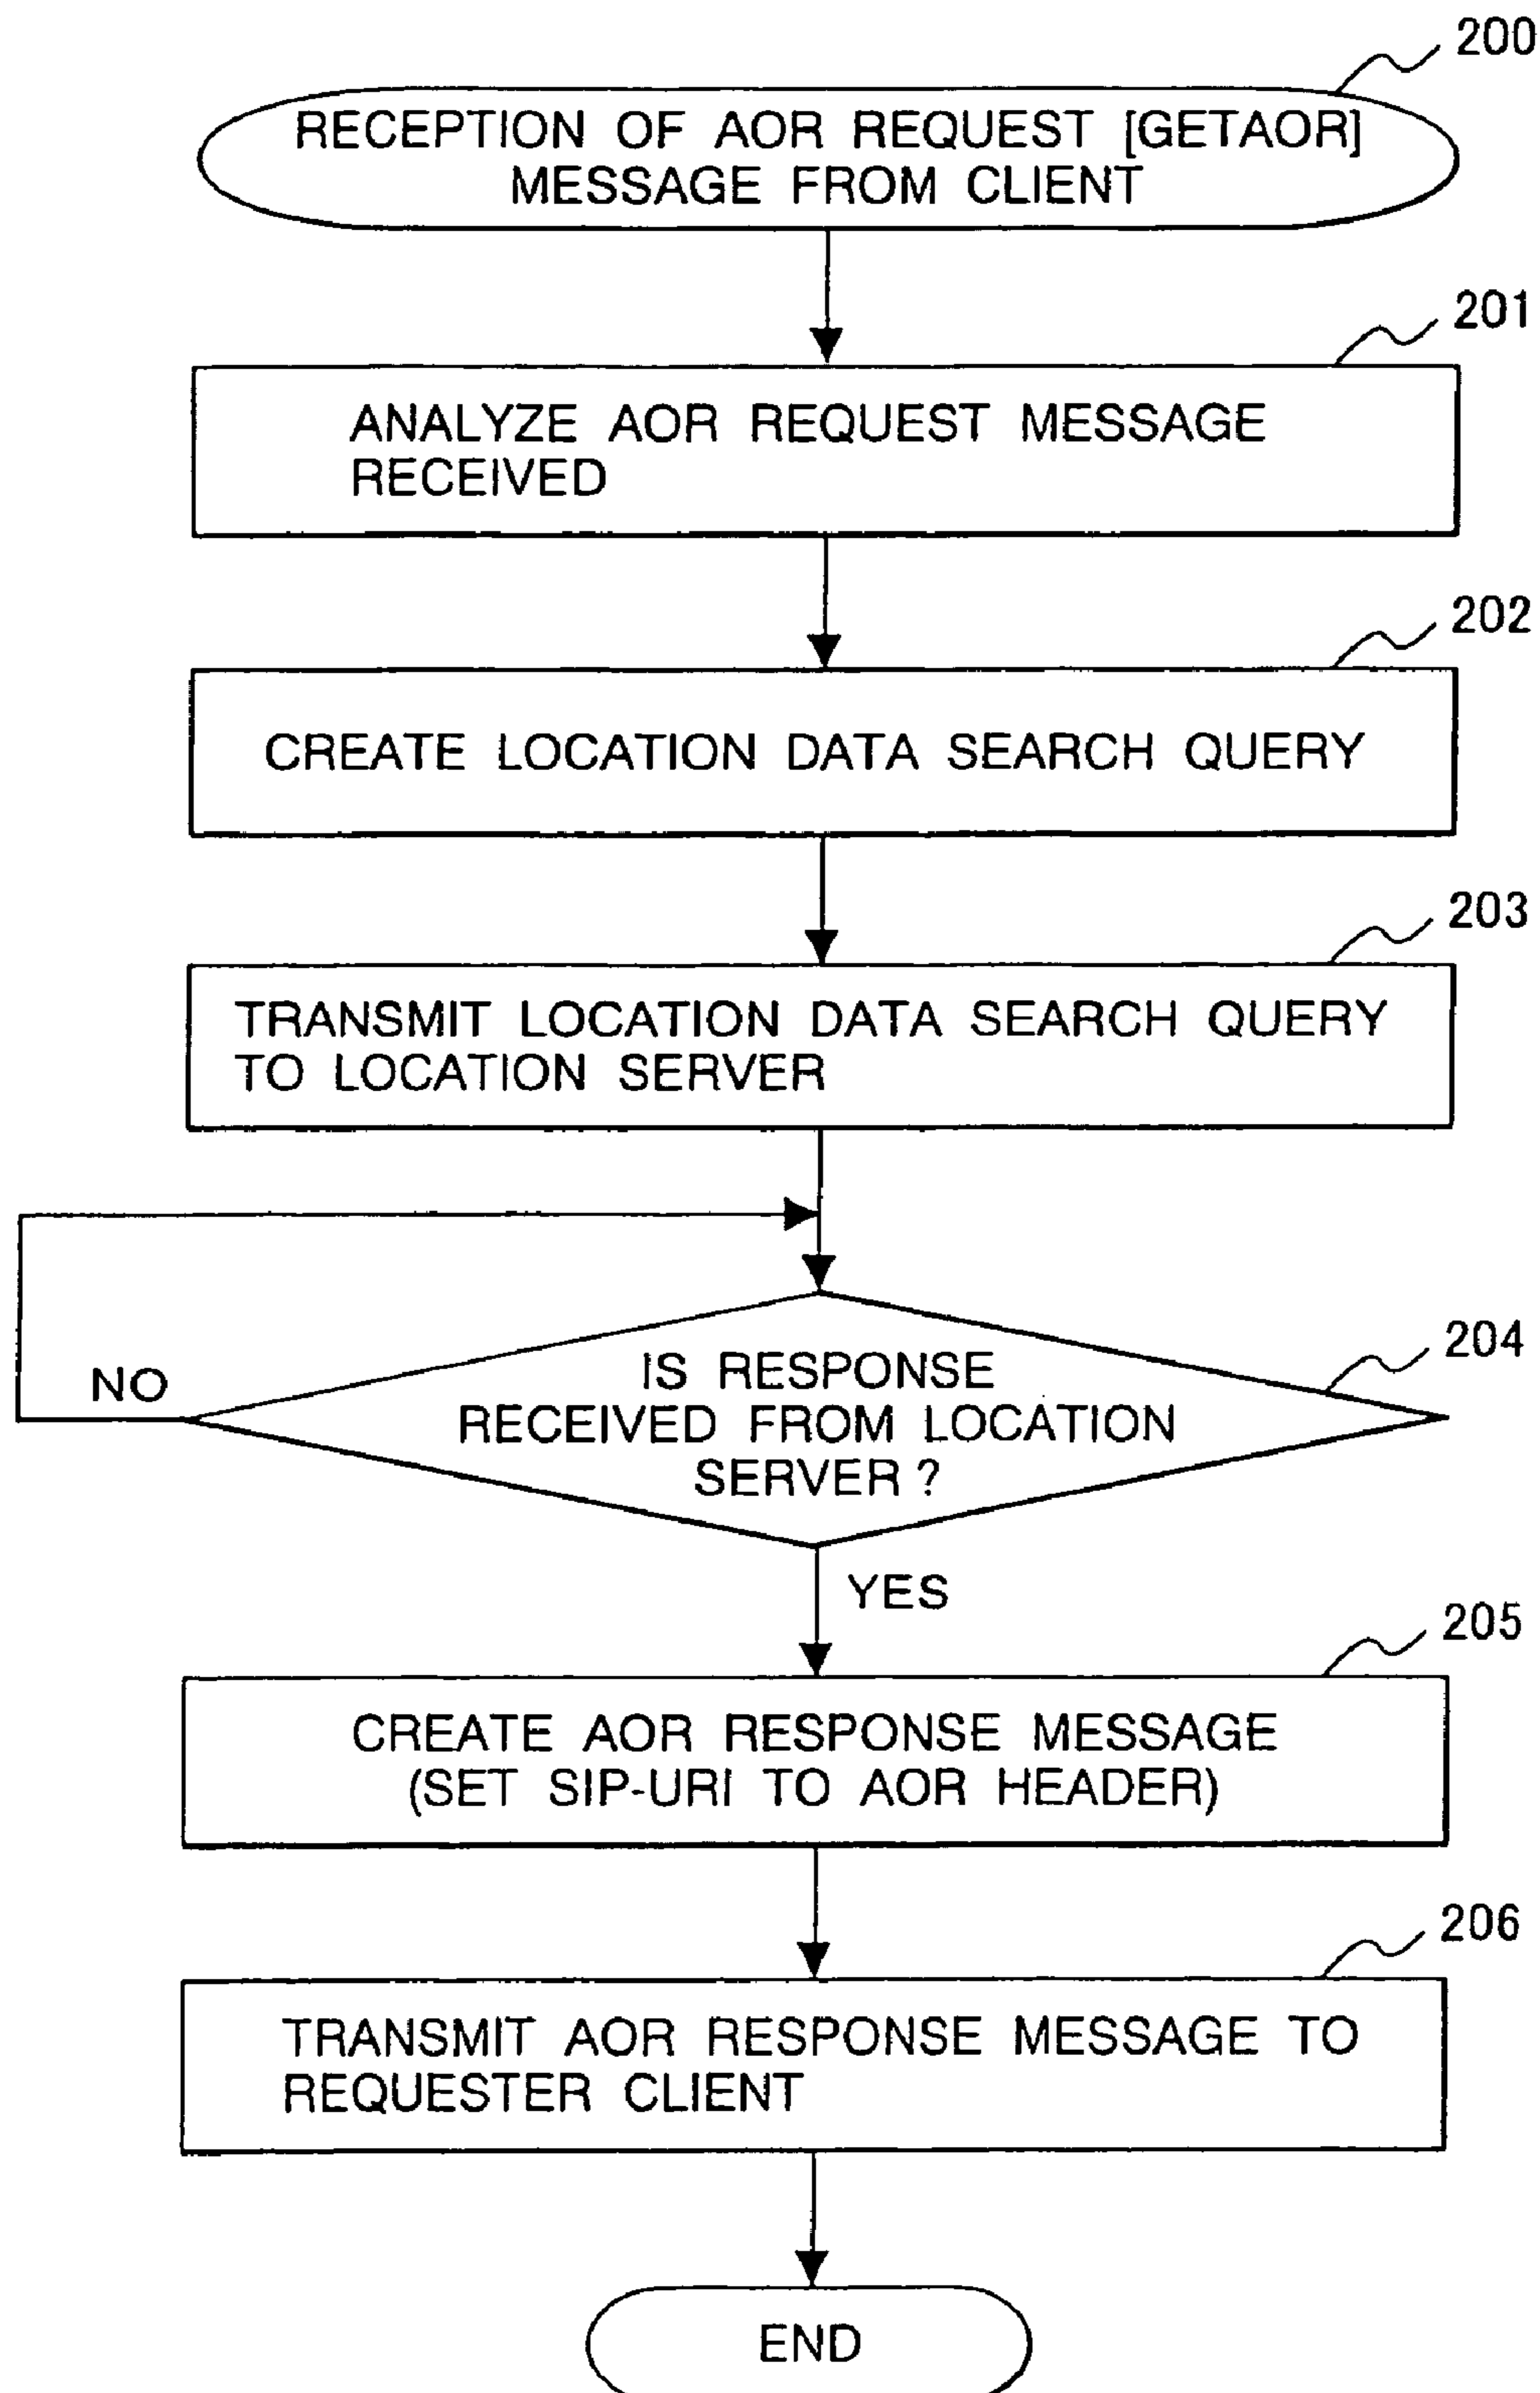 200
RECEPTION OF AOR REQUEST [GETAOR]
MESSAGE FROM CLIENT
201
ANALYZE AOR REQUEST MESSAGE
RECEIVED
202
CREATE LOCATION DATA SEARCH QUERY
203
TRANSMIT LOCATION DATA SEARCH QUERY
TO LOCATION SERVER
204
NO
IS RESPONSE
RECEIVED FROM LOCATION
SERVER ?
YES
205
CREATE AOR RESPONSE MESSAGE
(SET SIP-URI TO AOR HEADER)
206
TRANSMIT AOR RESPONSE MESSAGE TO
REQUESTER CLIENT
END